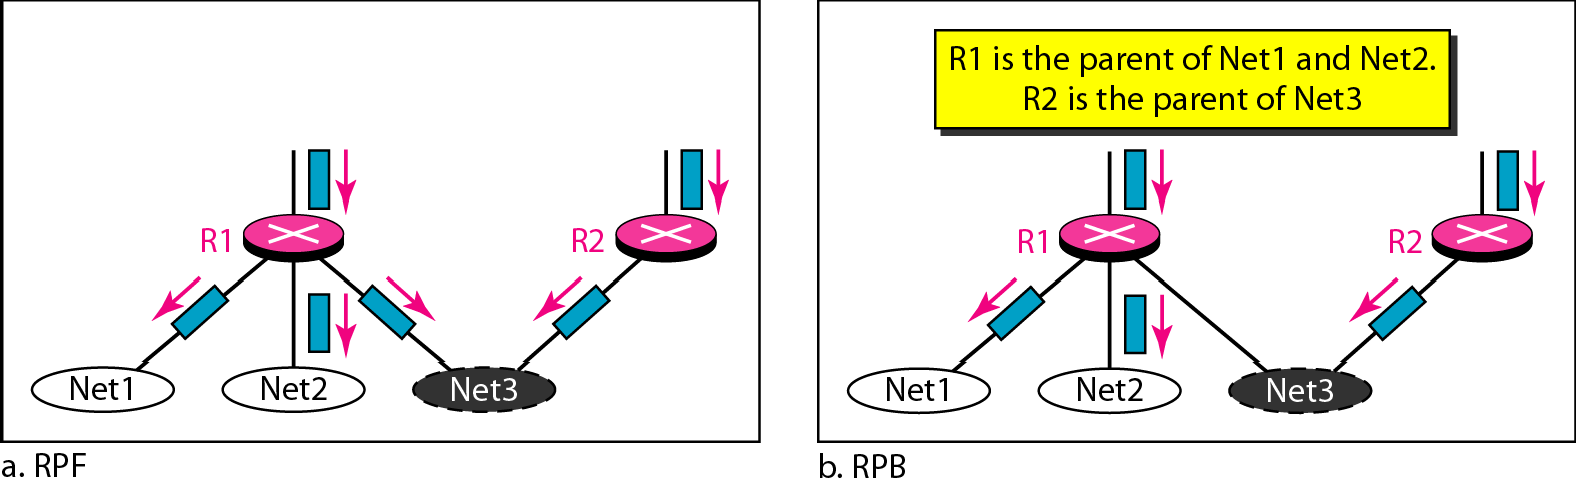 R1
R2
Net1
Net2
Net3
a. RPF
R1 is the parent of Net1 and Net2.
R2 is the parent of Net3
R1
R2
Net1
Net2
Net3
b. RPB